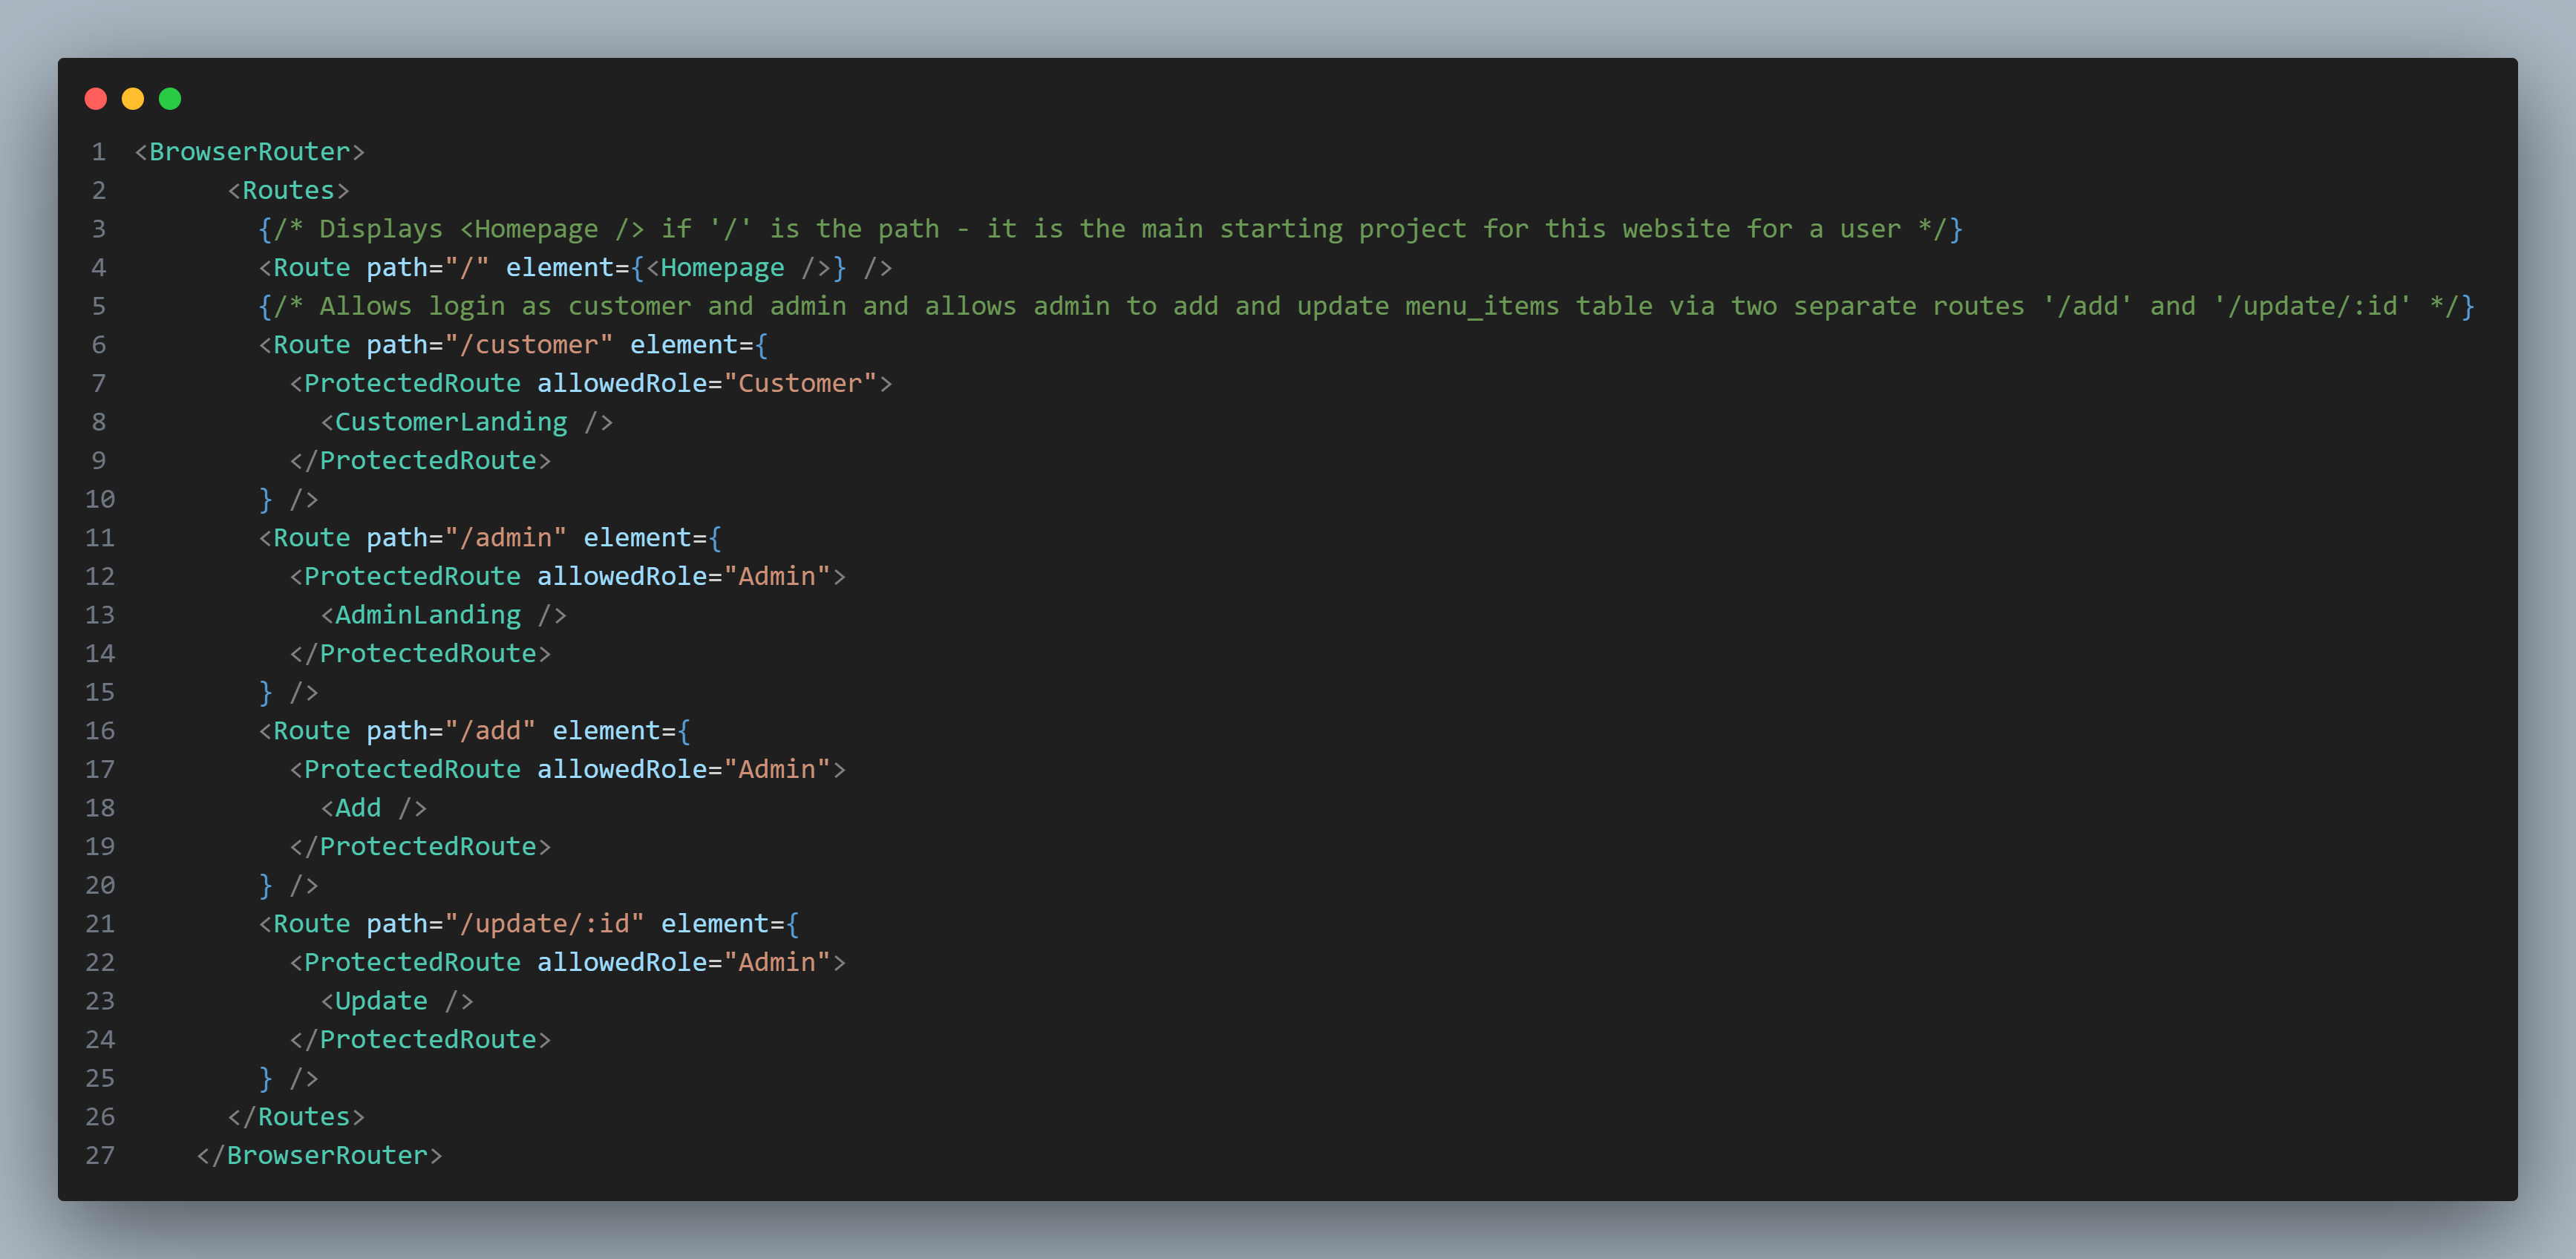 1 <BrowserRouter>
2       <Routes>
3         {/* Displays <Homepage /> if '/' is the path - it is the main starting project for this website for a user */}
4         <Route path="/" element={<Homepage />} />
5         {/* Allows login as customer and admin and allows admin to add and update menu_items table via two separate routes '/add' and '/update/:id' */}
6         <Route path="/customer" element={
7           <ProtectedRoute allowedRole="Customer">
8             <CustomerLanding />
9           </ProtectedRoute>
10         } />
11         <Route path="/admin" element={
12           <ProtectedRoute allowedRole="Admin">
13             <AdminLanding />
14           </ProtectedRoute>
15         } />
16         <Route path="/add" element={
17           <ProtectedRoute allowedRole="Admin">
18             <Add />
19           </ProtectedRoute>
20         } />
21         <Route path="/update/:id" element={
22           <ProtectedRoute allowedRole="Admin">
23             <Update />
24           </ProtectedRoute>
25         } />
26       </Routes>
27     </BrowserRouter>